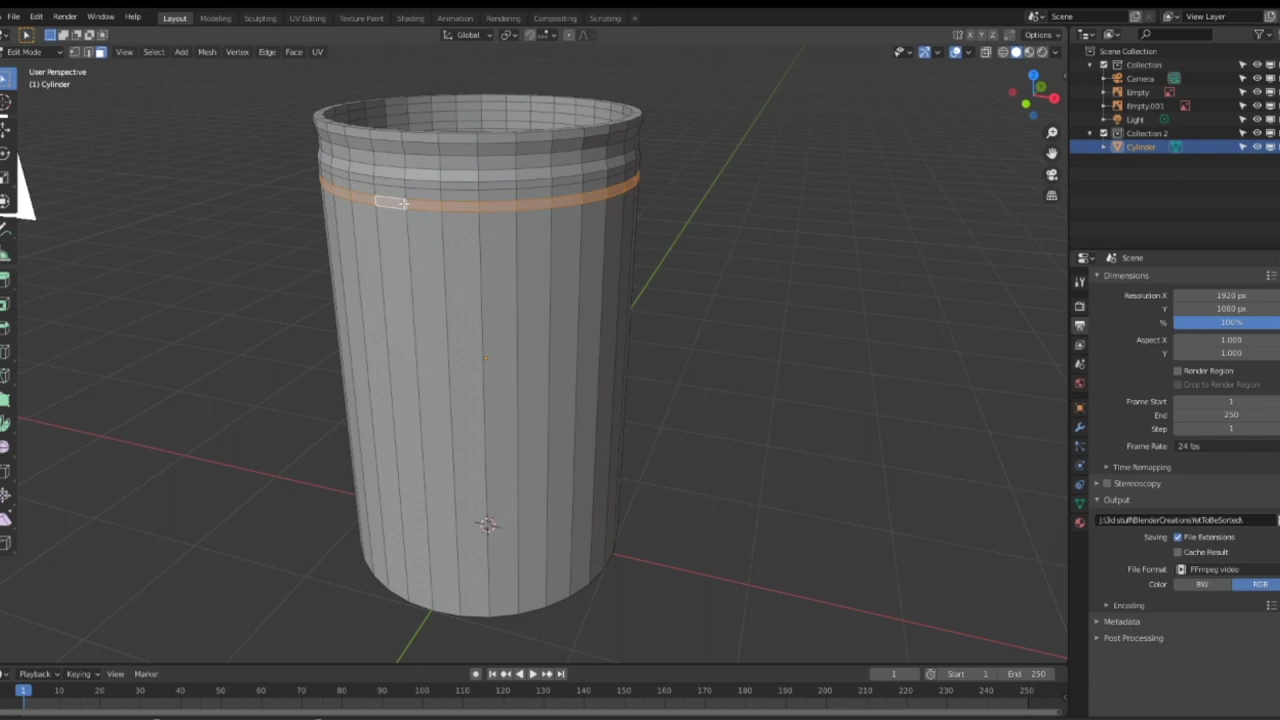 File Edit Render Window Help Layout Modeling Sculpting UV Editing Texture Paint Shading Animation Rendering Compositing Scripting + Scene View Layer
Global X Y Z Options
Edit Mode View Select Add Mesh Vertex Edge Face UV
User Perspective
(1) Cylinder
Scene Collection
Collection
Camera
Empty
Empty.001
Light
Collection 2
Cylinder
Scene
Dimensions
Resolution X 1920 px
Y 1080 px
% 100%
Aspect X 1.000
Y 1.000
Render Region
Crop to Render Region
Frame Start 1
End 250
Step 1
Frame Rate 24 fps
Time Remapping
Stereoscopy
Output
J:\3d stuff\BlenderCreationsYetToBeSorted\
Saving File Extensions
Cache Result
File Format FFmpeg video
Color BW RGB
Encoding
Metadata
Post Processing
Playback Keying View Marker 1 Start 1 End 250
1 10 20 30 40 50 60 70 80 90 100 110 120 130 140 150 160 170 180 190 200 210 220 230 240 250